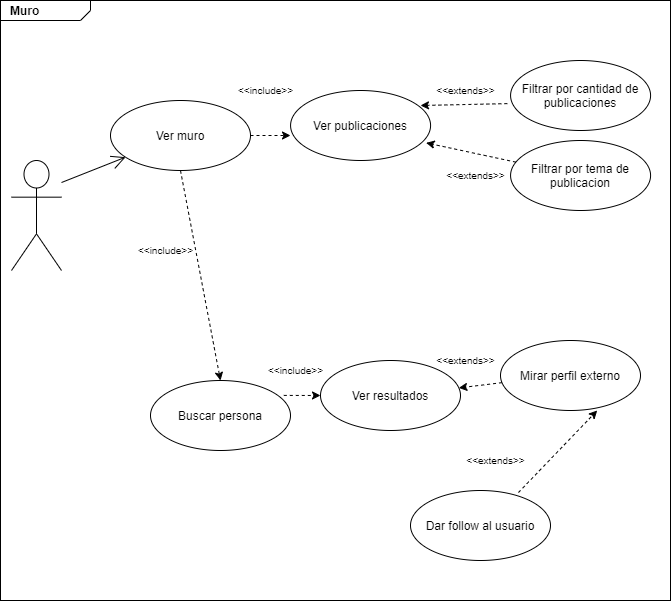 Muro
Filtrar por cantidad de
publicaciones
<<include>>
<<extends>>
Ver publicaciones
Ver muro
Filtrar por tema de
publicacion
<<extends>>
<<include>>
<<extends>>
<<include>>
Mirar perfil externo
Ver resultados
Buscar persona
<<extends>>
Dar follow al usuario